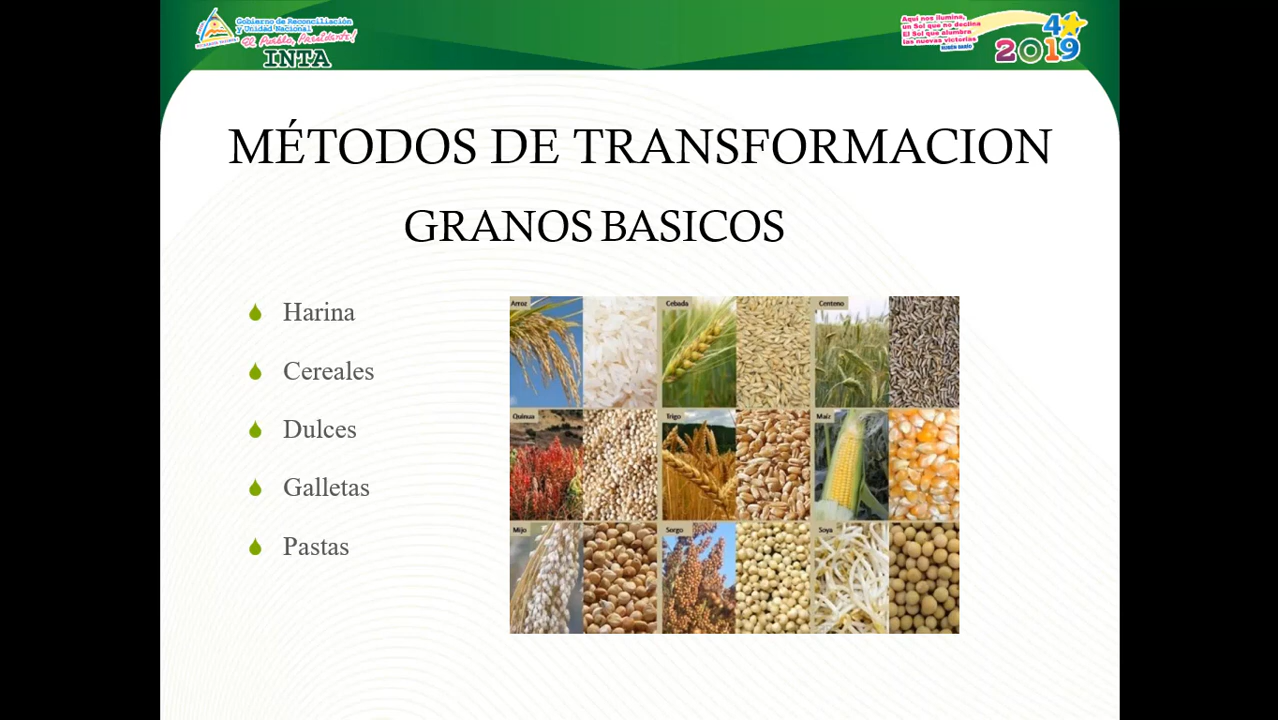 Gobierno de Reconciliación
y Unidad Nacional
El Pueblo, Presidente!
INTA
Aquí nos ilumina,
un Sol que no declina
El Sol que alumbra
las nuevas victorias
RUBÉN DARÍO
2019
MÉTODOS DE TRANSFORMACION
GRANOS BASICOS
Harina
Cereales
Dulces
Galletas
Pastas
Arroz
Cebada
Centeno
Quinua
Trigo
Maíz
Mijo
Sorgo
Soya